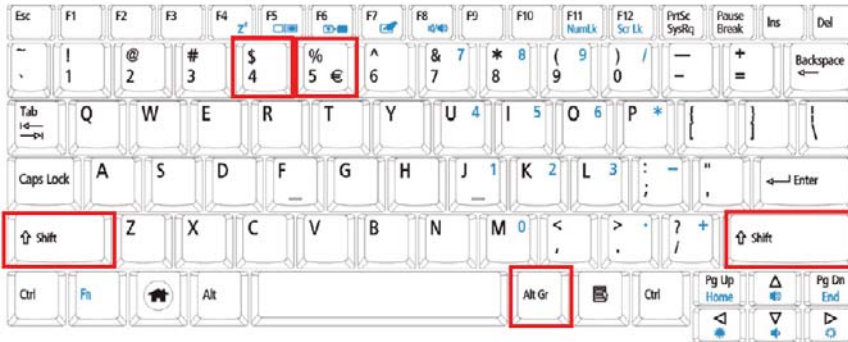 Esc F1 F2 F3 F4 Zz F5 F6 F7 F8 F9 F10 F11 NumLk F12 Scr Lk PrtSc SysRq Pause Break Ins Del
~ ` ! 1 @ 2 # 3 $ 4 % 5 € ^ 6 & 7 7 * 8 8 ( 9 9 ) 0 / — - + = Backspace
Tab Q W E R T Y U 4 I 5 O 6 P * { [ } ] | \
Caps Lock A S D F G H J 1 K 2 L 3 : ; - " ' Enter
Shift Z X C V B N M 0 < , > . . ? / + Shift
Ctrl Fn Alt Alt Gr Ctrl Pg Up Home Pg Dn End